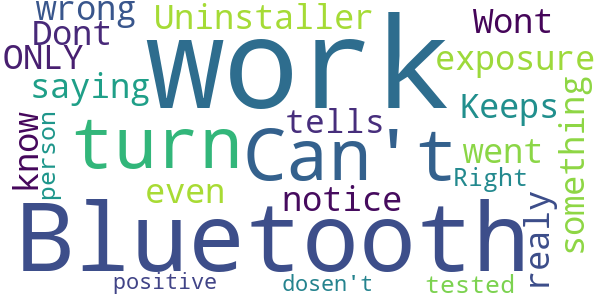 wrong
Uninstaller
Wont
Dont
work
ONLY
exposure
saying
Keeps
tells
something
turn
Can't
know
person
went
Right
even
notice
realy
Bluetooth
positive
dosen't
tested